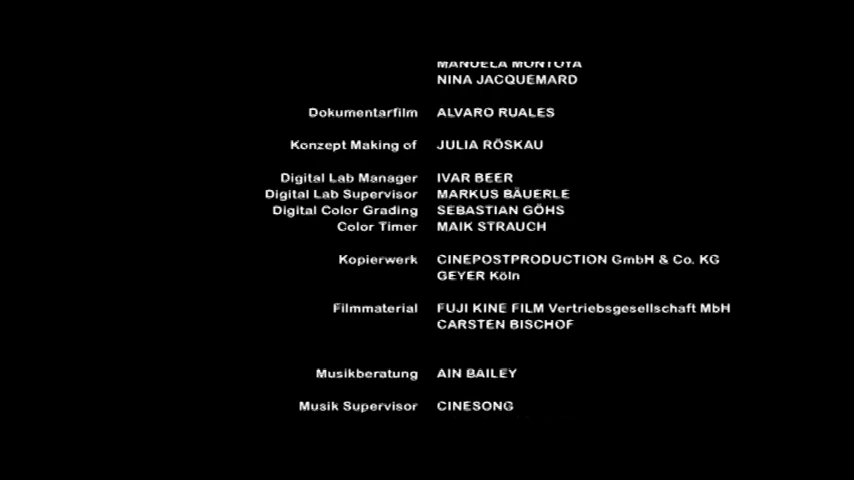 MANUELA MONTOYA
NINA JACQUEMARD
Dokumentarfilm ALVARO RUALES
Konzept Making of JULIA RÖSKAU
Digital Lab Manager IVAR BEER
Digital Lab Supervisor MARKUS BÄUERLE
Digital Color Grading SEBASTIAN GÖHS
Color Timer MAIK STRAUCH
Kopierwerk CINEPOSTPRODUCTION GmbH & Co. KG
GEYER Köln
Filmmaterial FUJI KINE FILM Vertriebsgesellschaft MbH
CARSTEN BISCHOF
Musikberatung AIN BAILEY
Musik Supervisor CINESONG